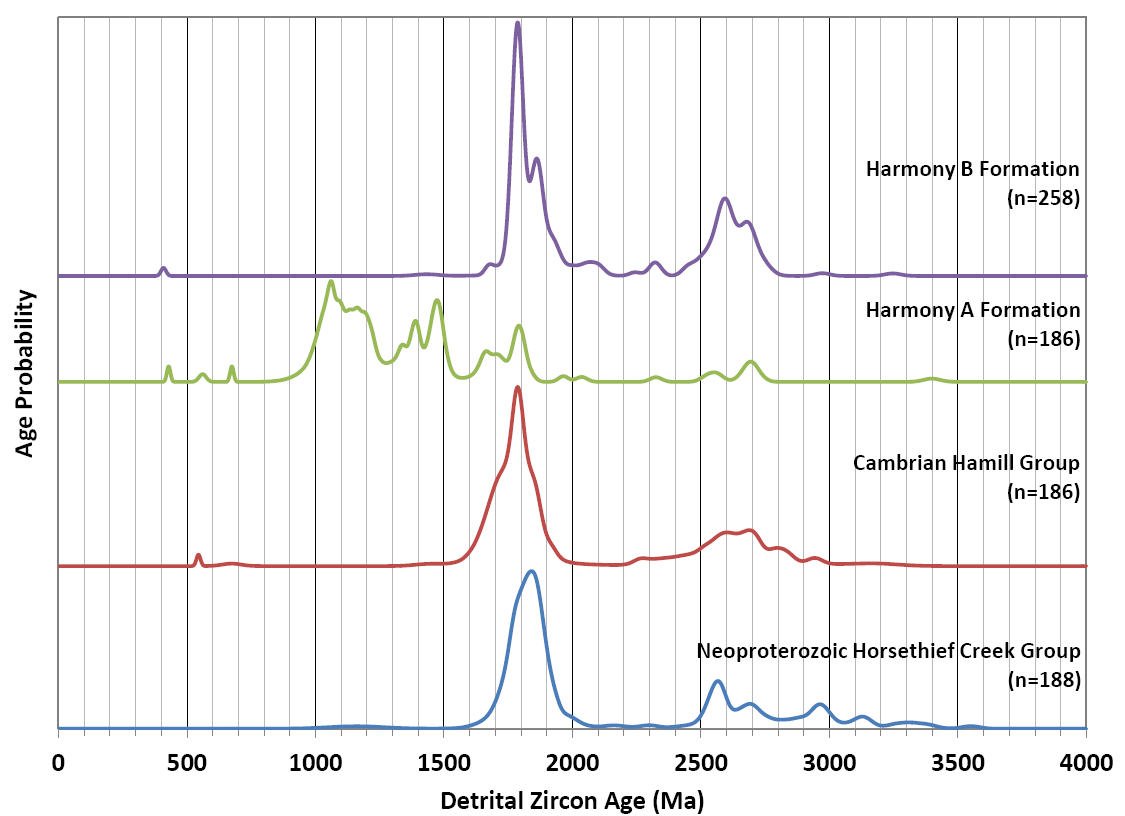 Harmony B Formation
(n=258)
Harmony A Formation
(n=186)
Cambrian Hamill Group
(n=186)
Neoproterozoic Horsethief Creek Group
(n=188)
Age Probability
0 500 1000 1500 2000 2500 3000 3500 4000
Detrital Zircon Age (Ma)